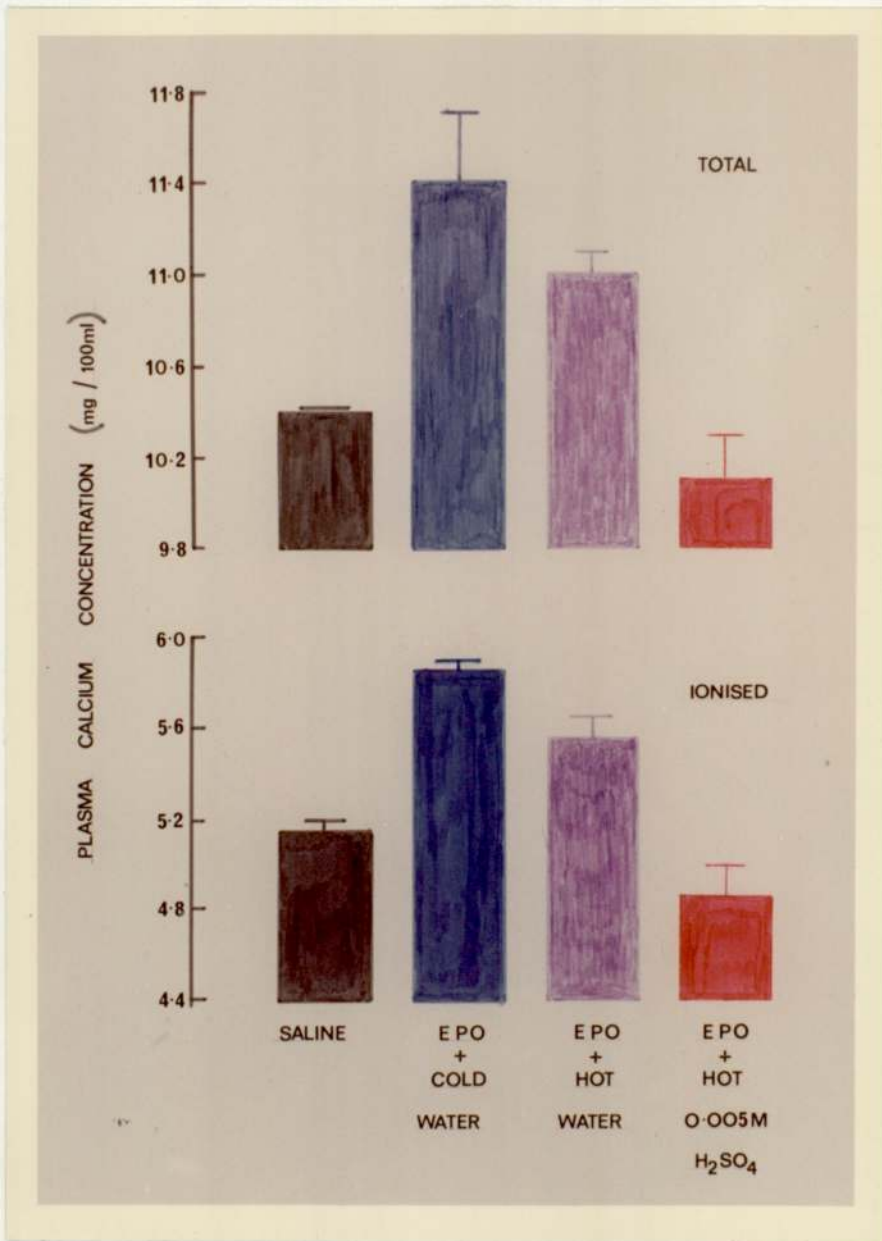 11·8
11·4
11·0
10·6
10·2
9·8
TOTAL
PLASMA CALCIUM CONCENTRATION (mg / 100ml)
6·0
5·6
5·2
4·8
4·4
IONISED
SALINE
EPO
+
COLD
WATER
EPO
+
HOT
WATER
EPO
+
HOT
0·005M
H₂SO₄